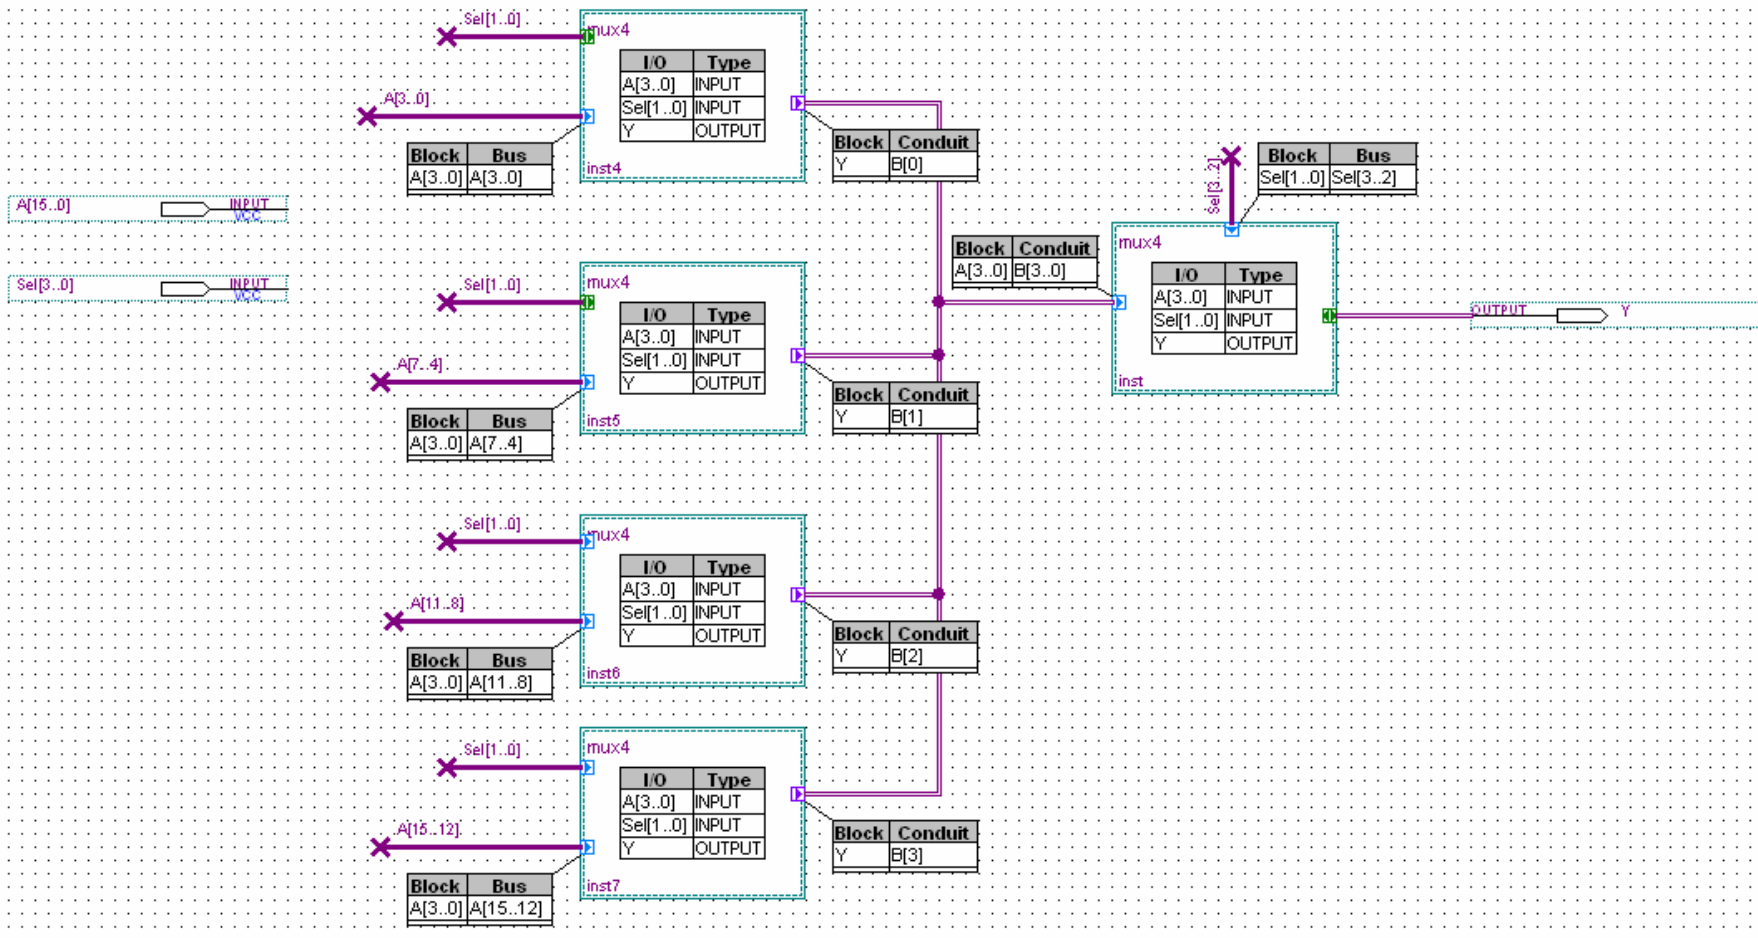 Sel[1..0]
mux4
I/O Type
A[3..0] INPUT
Sel[1..0] INPUT
Y OUTPUT
inst4
A[3..0]
Block Bus
A[3..0] A[3..0]
Block Conduit
Y B[0]
A[15..0] INPUT
VCC
Sel[3..0] INPUT
VCC
Sel[1..0]
mux4
I/O Type
A[3..0] INPUT
Sel[1..0] INPUT
Y OUTPUT
inst5
A[7..4]
Block Bus
A[3..0] A[7..4]
Block Conduit
Y B[1]
Sel[1..0]
mux4
I/O Type
A[3..0] INPUT
Sel[1..0] INPUT
Y OUTPUT
inst6
A[11..8]
Block Bus
A[3..0] A[11..8]
Block Conduit
Y B[2]
Sel[1..0]
mux4
I/O Type
A[3..0] INPUT
Sel[1..0] INPUT
Y OUTPUT
inst7
A[15..12]
Block Bus
A[3..0] A[15..12]
Block Conduit
Y B[3]
Block Conduit
A[3..0] B[3..0]
Sel[3..2]
Block Bus
Sel[1..0] Sel[3..2]
mux4
I/O Type
A[3..0] INPUT
Sel[1..0] INPUT
Y OUTPUT
inst
OUTPUT Y